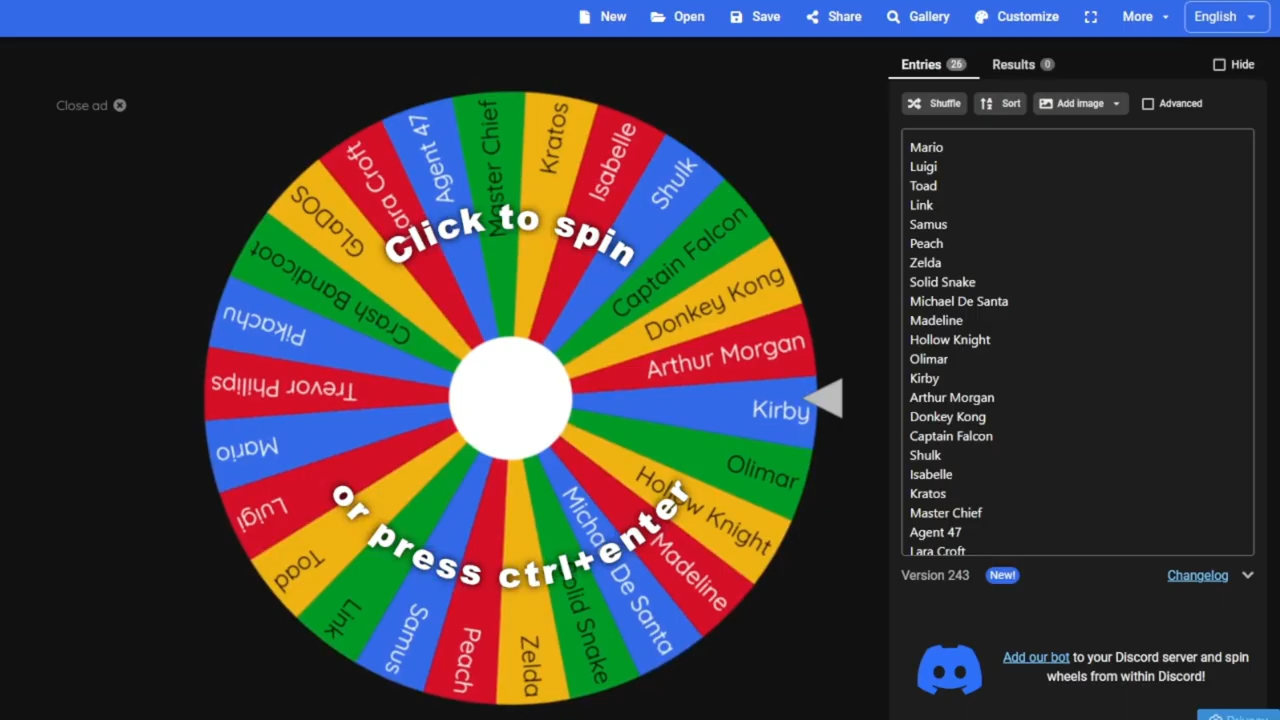 New
Open
Save
Share
Gallery
Customize
More
English
Close ad
Entries 26
Results 0
Hide
Shuffle
Sort
Add image
Advanced
Mario
Luigi
Toad
Link
Samus
Peach
Zelda
Solid Snake
Michael De Santa
Madeline
Hollow Knight
Olimar
Kirby
Arthur Morgan
Donkey Kong
Captain Falcon
Shulk
Isabelle
Kratos
Master Chief
Agent 47
Lara Croft
Click to spin
or press ctrl+enter
Kratos
Isabelle
Shulk
Captain Falcon
Donkey Kong
Arthur Morgan
Kirby
Olimar
Hollow Knight
Madeline
Michael De Santa
Solid Snake
Zelda
Peach
Samus
Link
Toad
Luigi
Mario
Trevor Philips
Pikachu
Crash Bandicoot
GLaDOS
Lara Croft
Agent 47
Master Chief
Version 243
New!
Changelog
Add our bot to your Discord server and spin
wheels from within Discord!
Privacy